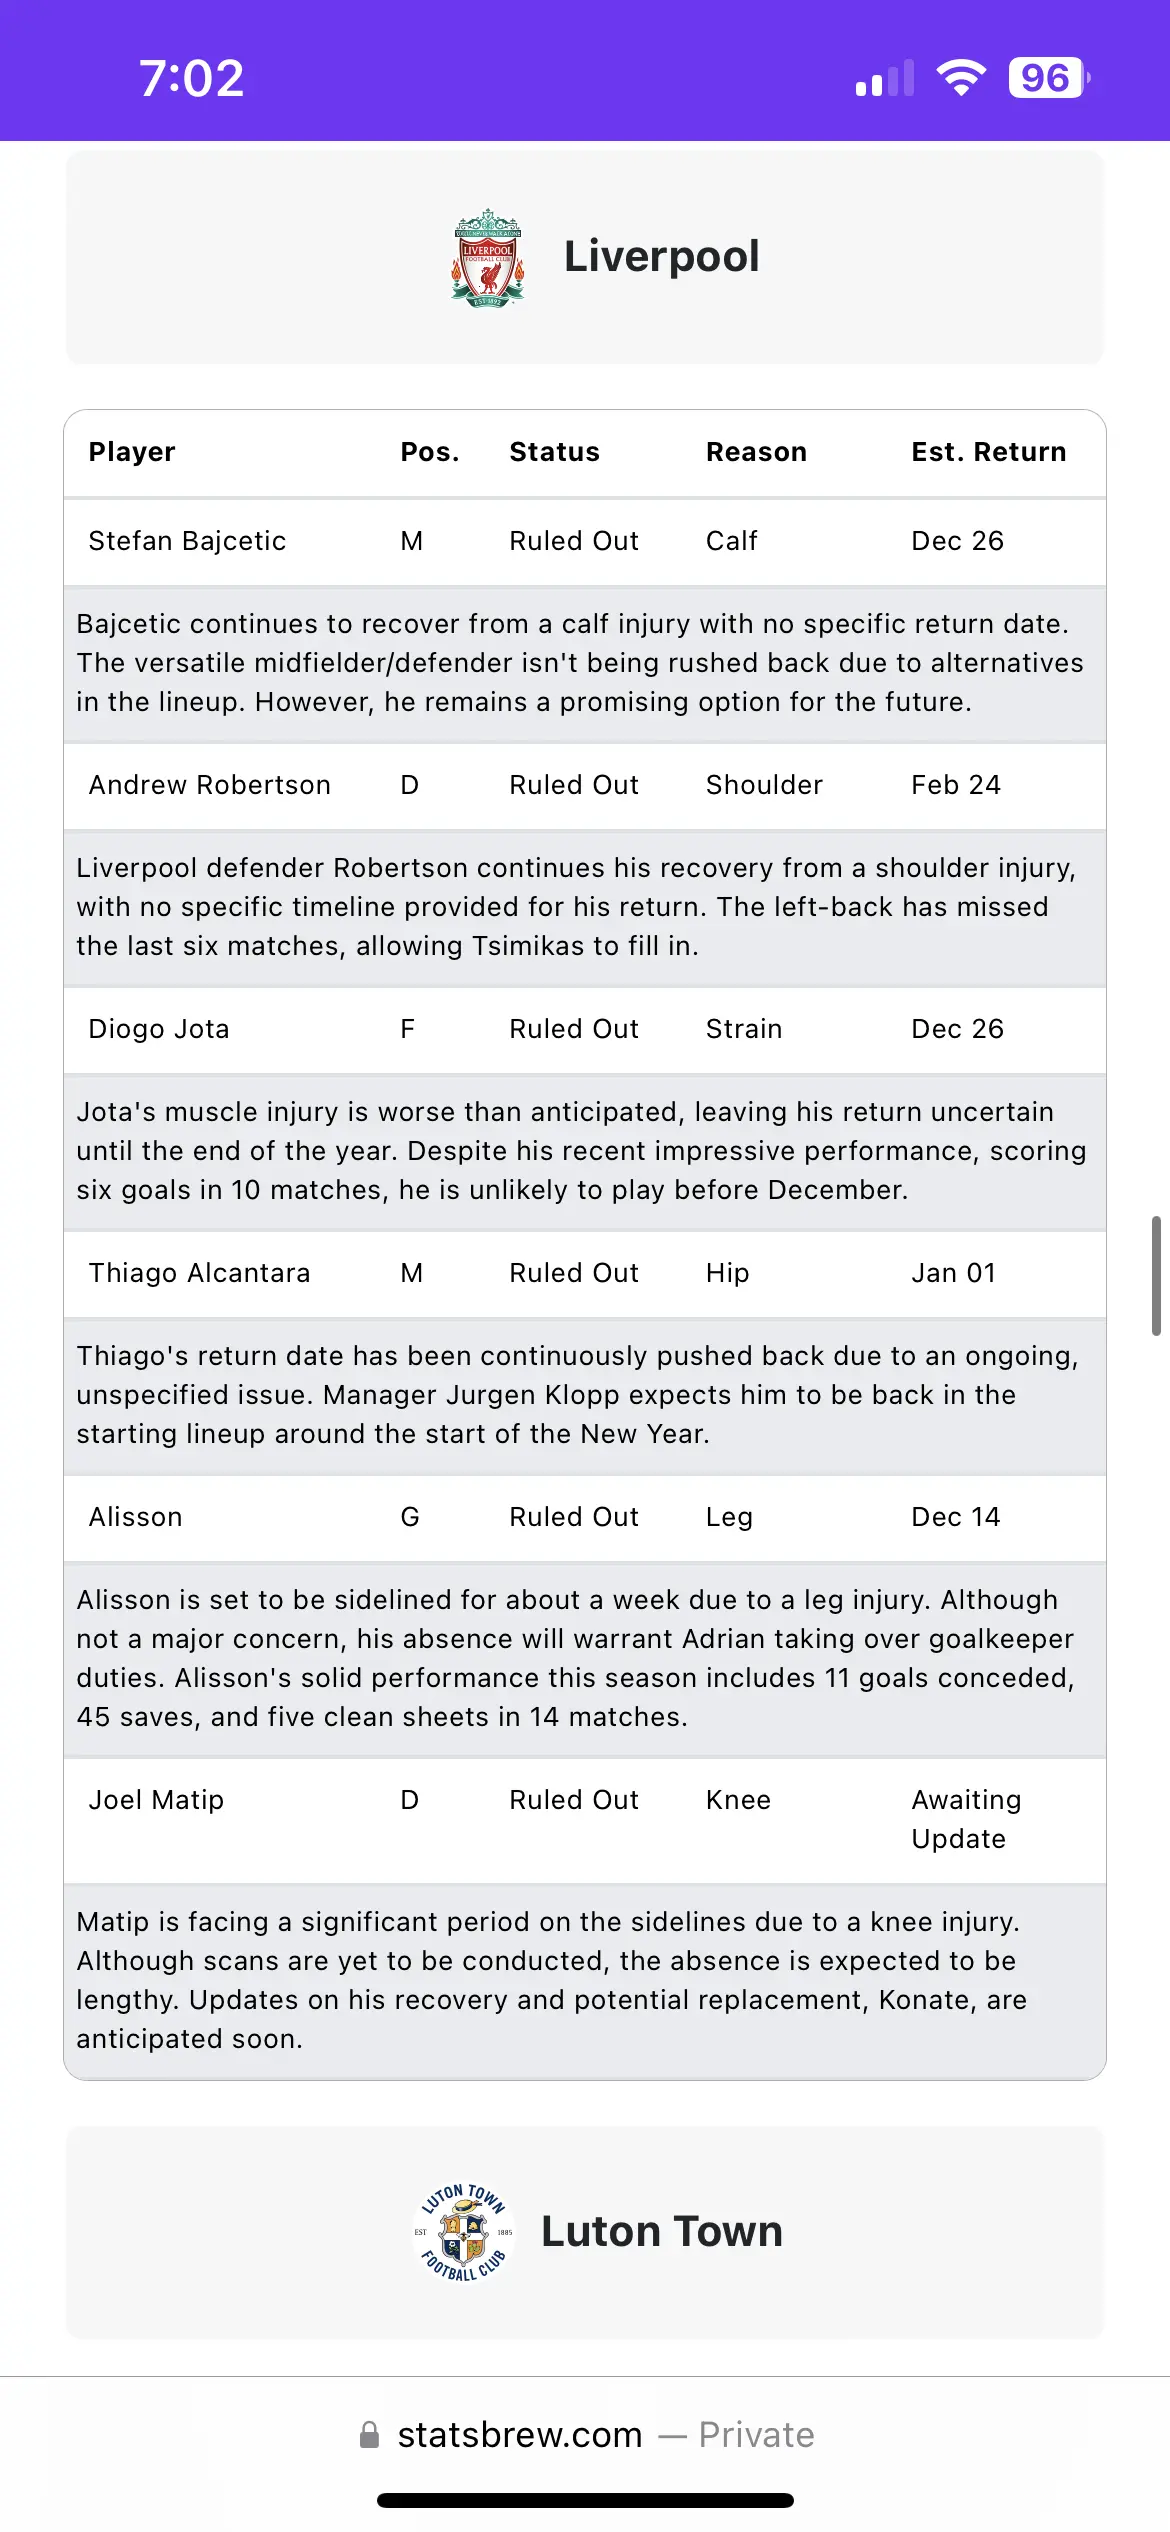 7:02
96
YOU'LL NEVER WALK ALONE
LIVERPOOL
FOOTBALL CLUB
EST·1892
Liverpool
Player Pos. Status Reason Est. Return
Stefan Bajcetic M Ruled Out Calf Dec 26
Bajcetic continues to recover from a calf injury with no specific return date.
The versatile midfielder/defender isn't being rushed back due to alternatives
in the lineup. However, he remains a promising option for the future.
Andrew Robertson D Ruled Out Shoulder Feb 24
Liverpool defender Robertson continues his recovery from a shoulder injury,
with no specific timeline provided for his return. The left-back has missed
the last six matches, allowing Tsimikas to fill in.
Diogo Jota F Ruled Out Strain Dec 26
Jota's muscle injury is worse than anticipated, leaving his return uncertain
until the end of the year. Despite his recent impressive performance, scoring
six goals in 10 matches, he is unlikely to play before December.
Thiago Alcantara M Ruled Out Hip Jan 01
Thiago's return date has been continuously pushed back due to an ongoing,
unspecified issue. Manager Jurgen Klopp expects him to be back in the
starting lineup around the start of the New Year.
Alisson G Ruled Out Leg Dec 14
Alisson is set to be sidelined for about a week due to a leg injury. Although
not a major concern, his absence will warrant Adrian taking over goalkeeper
duties. Alisson's solid performance this season includes 11 goals conceded,
45 saves, and five clean sheets in 14 matches.
Joel Matip D Ruled Out Knee Awaiting
Update
Matip is facing a significant period on the sidelines due to a knee injury.
Although scans are yet to be conducted, the absence is expected to be
lengthy. Updates on his recovery and potential replacement, Konate, are
anticipated soon.
LUTON TOWN
EST 1885
FOOTBALL CLUB
Luton Town
statsbrew.com — Private